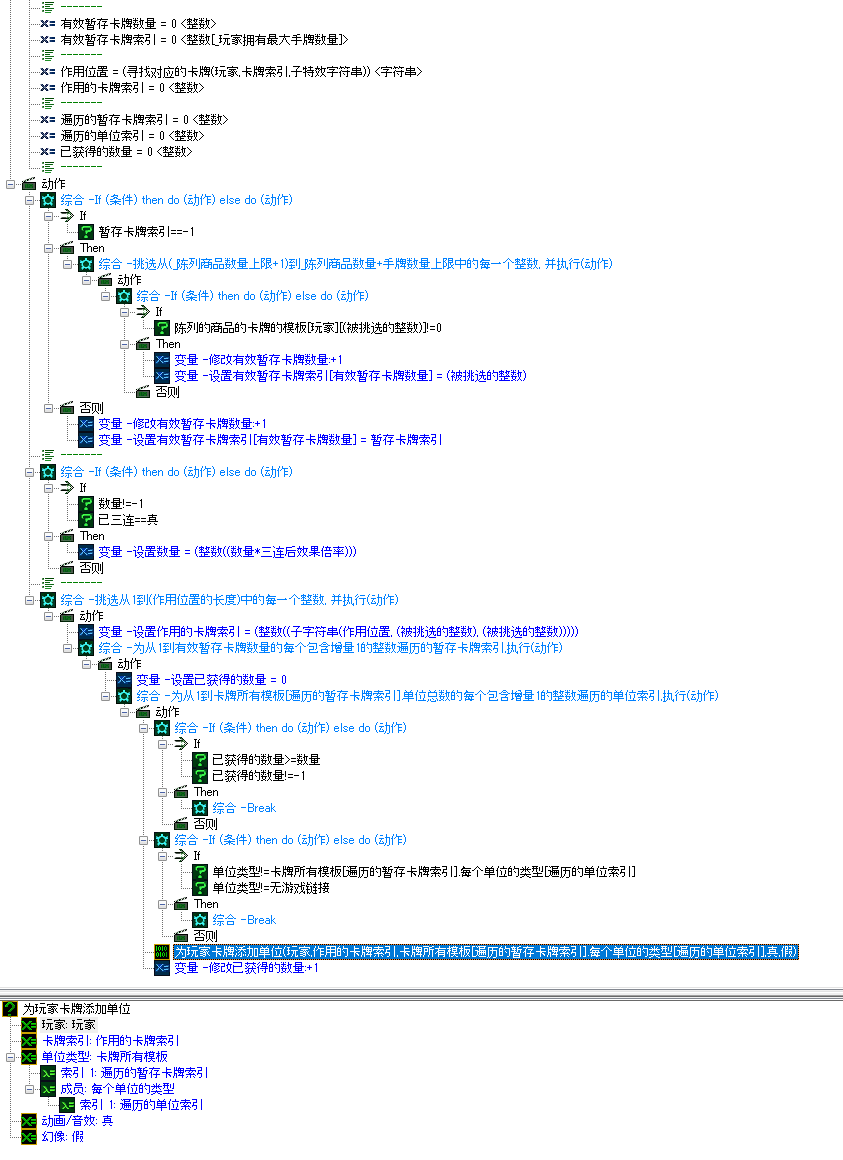 -------
有效暂存卡牌数量 = 0 <整数>
有效暂存卡牌索引 = 0 <整数[_玩家拥有最大手牌数量]>
-------
作用位置 = (寻找对应的卡牌(玩家,卡牌索引,子特效字符串)) <字符串>
作用的卡牌索引 = 0 <整数>
-------
遍历的暂存卡牌索引 = 0 <整数>
遍历的单位索引 = 0 <整数>
已获得的数量 = 0 <整数>
-------
动作
综合 -If (条件) then do (动作) else do (动作)
If
暂存卡牌索引==-1
Then
综合 -挑选从(_陈列商品数量上限+1)到_陈列商品数量+手牌数量上限中的每一个整数, 并执行(动作)
动作
综合 -If (条件) then do (动作) else do (动作)
If
陈列的商品的卡牌的模板[玩家][(被挑选的整数)]!=0
Then
变量 -修改有效暂存卡牌数量:+1
变量 -设置有效暂存卡牌索引[有效暂存卡牌数量] = (被挑选的整数)
否则
否则
变量 -修改有效暂存卡牌数量:+1
变量 -设置有效暂存卡牌索引[有效暂存卡牌数量] = 暂存卡牌索引
-------
综合 -If (条件) then do (动作) else do (动作)
If
数量!=-1
已三连==真
Then
变量 -设置数量 = (整数((数量*三连后效果倍率)))
否则
-------
综合 -挑选从1到(作用位置的长度)中的每一个整数, 并执行(动作)
动作
变量 -设置作用的卡牌索引 = (整数((子字符串(作用位置, (被挑选的整数), (被挑选的整数)))))
综合 -为从1到有效暂存卡牌数量的每个包含增量1的整数遍历的暂存卡牌索引,执行(动作)
动作
变量 -设置已获得的数量 = 0
综合 -为从1到卡牌所有模板[遍历的暂存卡牌索引].单位总数的每个包含增量1的整数遍历的单位索引,执行(动作)
动作
综合 -If (条件) then do (动作) else do (动作)
If
已获得的数量>=数量
已获得的数量!=-1
Then
综合 -Break
否则
综合 -If (条件) then do (动作) else do (动作)
If
单位类型!=卡牌所有模板[遍历的暂存卡牌索引].每个单位的类型[遍历的单位索引]
单位类型!=无游戏链接
Then
综合 -Break
否则
为玩家卡牌添加单位(玩家,作用的卡牌索引,卡牌所有模板[遍历的暂存卡牌索引].每个单位的类型[遍历的单位索引],真,假)
变量 -修改已获得的数量:+1
为玩家卡牌添加单位
玩家: 玩家
卡牌索引: 作用的卡牌索引
单位类型: 卡牌所有模板
索引 1: 遍历的暂存卡牌索引
成员: 每个单位的类型
索引 1: 遍历的单位索引
动画/音效: 真
幻像: 假